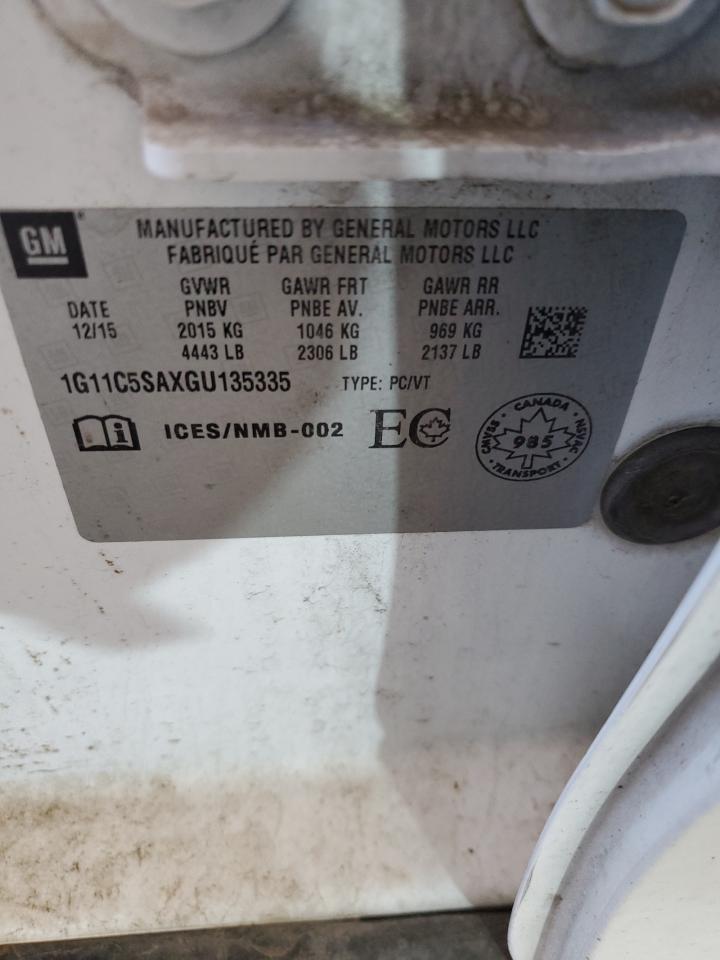 GM
MANUFACTURED BY GENERAL MOTORS LLC
FABRIQUÉ PAR GENERAL MOTORS LLC
GVWR GAWR FRT GAWR RR
DATE PNBV PNBE AV. PNBE ARR.
12/15 2015 KG 1046 KG 969 KG
4443 LB 2306 LB 2137 LB
1G11C5SAXGU135335 TYPE: PC/VT
i ICES/NMB-002 EC
CANADA
CMVSS 985 NSVAC
TRANSPORT